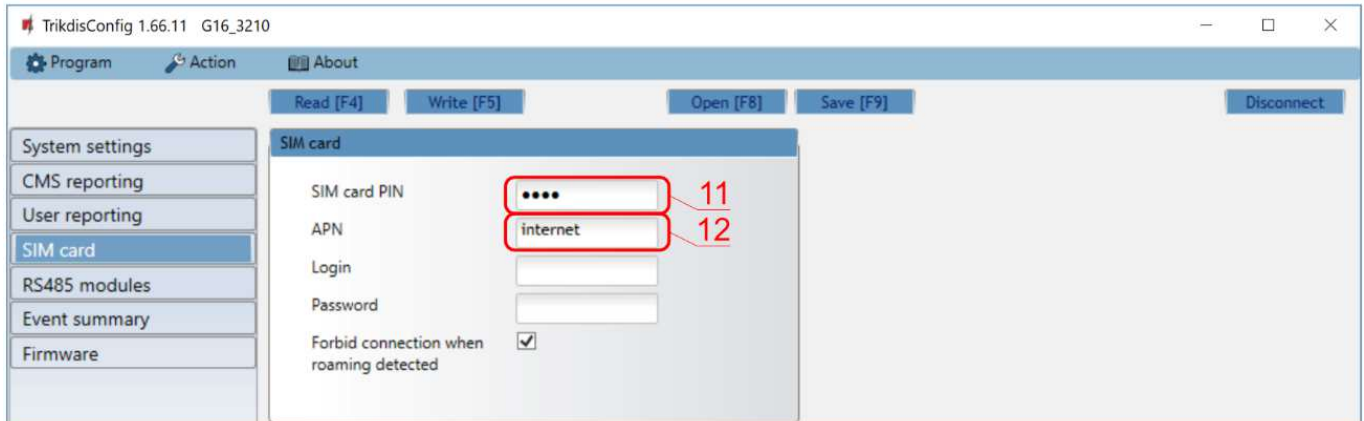 TrikdisConfig 1.66.11 G16_3210
Program Action About
Read [F4] Write [F5] Open [F8] Save [F9] Disconnect
System settings
CMS reporting
User reporting
SIM card
RS485 modules
Event summary
Firmware
SIM card
SIM card PIN •••• 11
APN internet 12
Login
Password
Forbid connection when
roaming detected